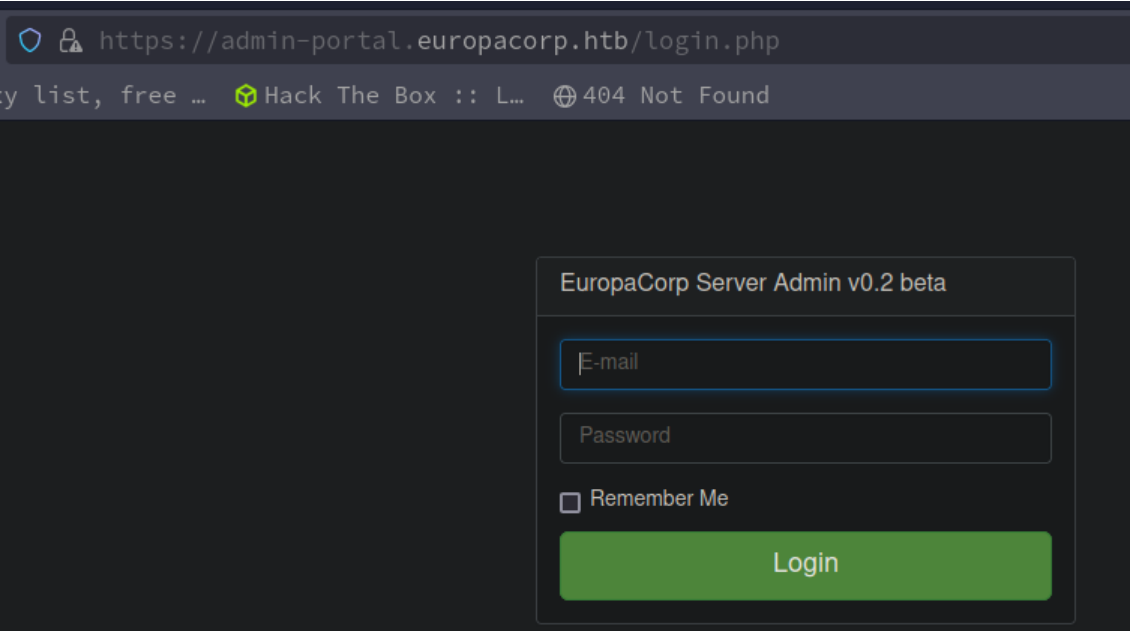 https://admin-portal.europacorp.htb/login.php
y list, free … Hack The Box :: L… 404 Not Found
EuropaCorp Server Admin v0.2 beta
E-mail
Password
Remember Me
Login